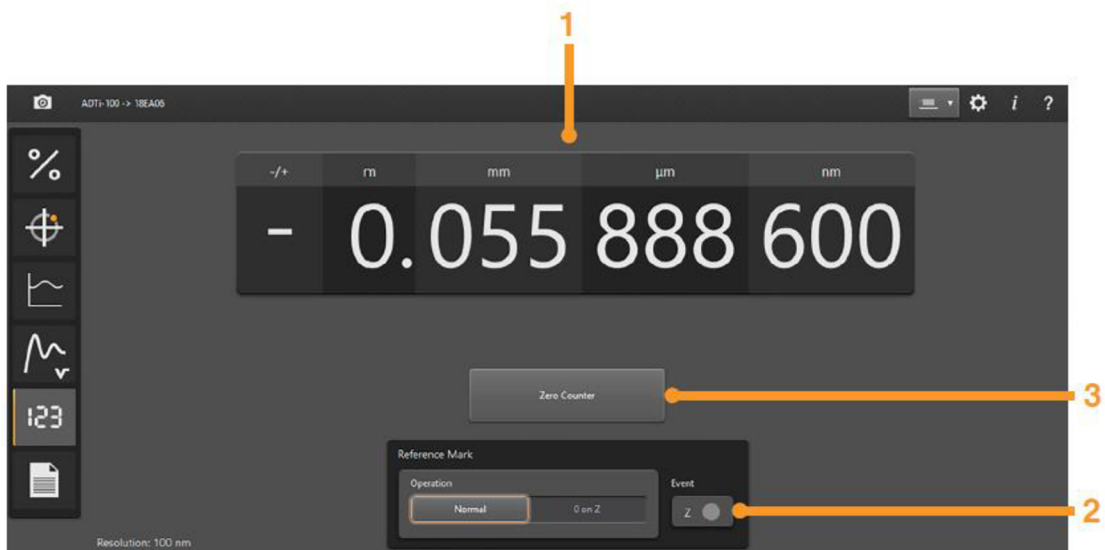 1
ADTi-100 -> 18EA06
i ?
%
-/+ m mm µm nm
- 0. 055 888 600
Zero Counter
3
123
Reference Mark
Operation
Event
Normal
0 on Z
Z
2
Resolution: 100 nm